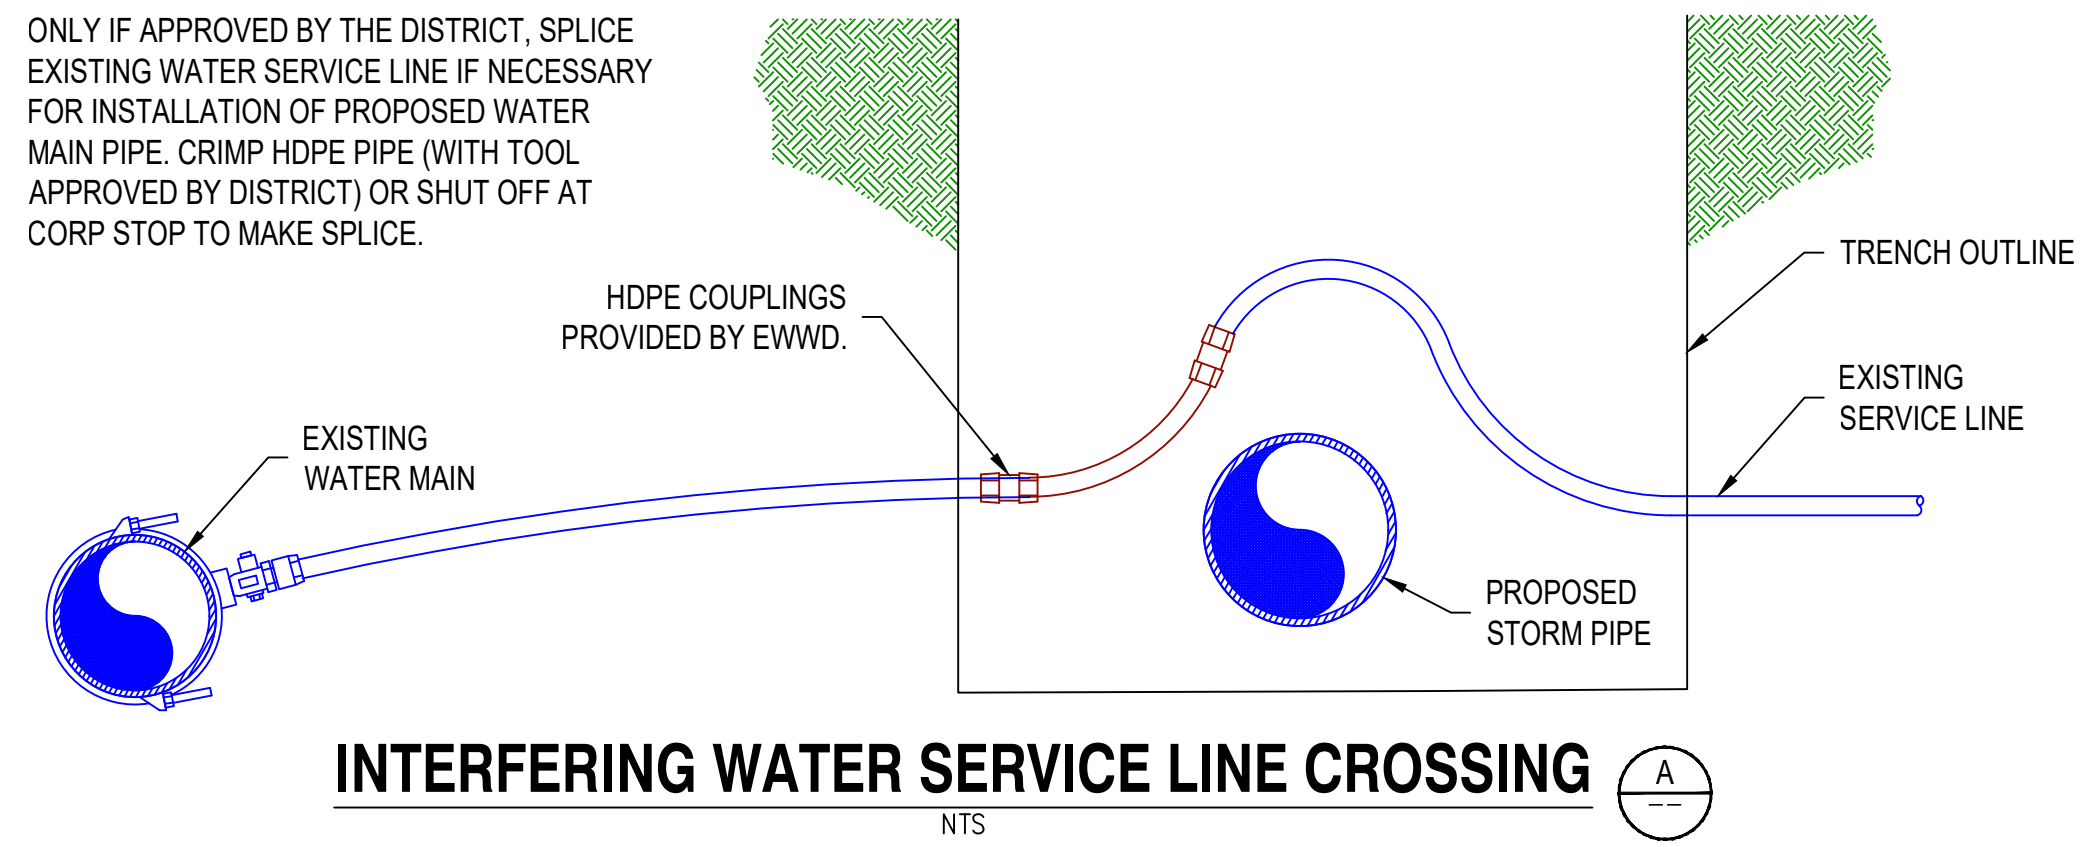 ONLY IF APPROVED BY THE DISTRICT, SPLICE
EXISTING WATER SERVICE LINE IF NECESSARY
FOR INSTALLATION OF PROPOSED WATER
MAIN PIPE. CRIMP HDPE PIPE (WITH TOOL
APPROVED BY DISTRICT) OR SHUT OFF AT
CORP STOP TO MAKE SPLICE.
TRENCH OUTLINE
HDPE COUPLINGS
PROVIDED BY EWWD.
EXISTING
SERVICE LINE
EXISTING
WATER MAIN
PROPOSED
STORM PIPE
INTERFERING WATER SERVICE LINE CROSSING
NTS
A
--